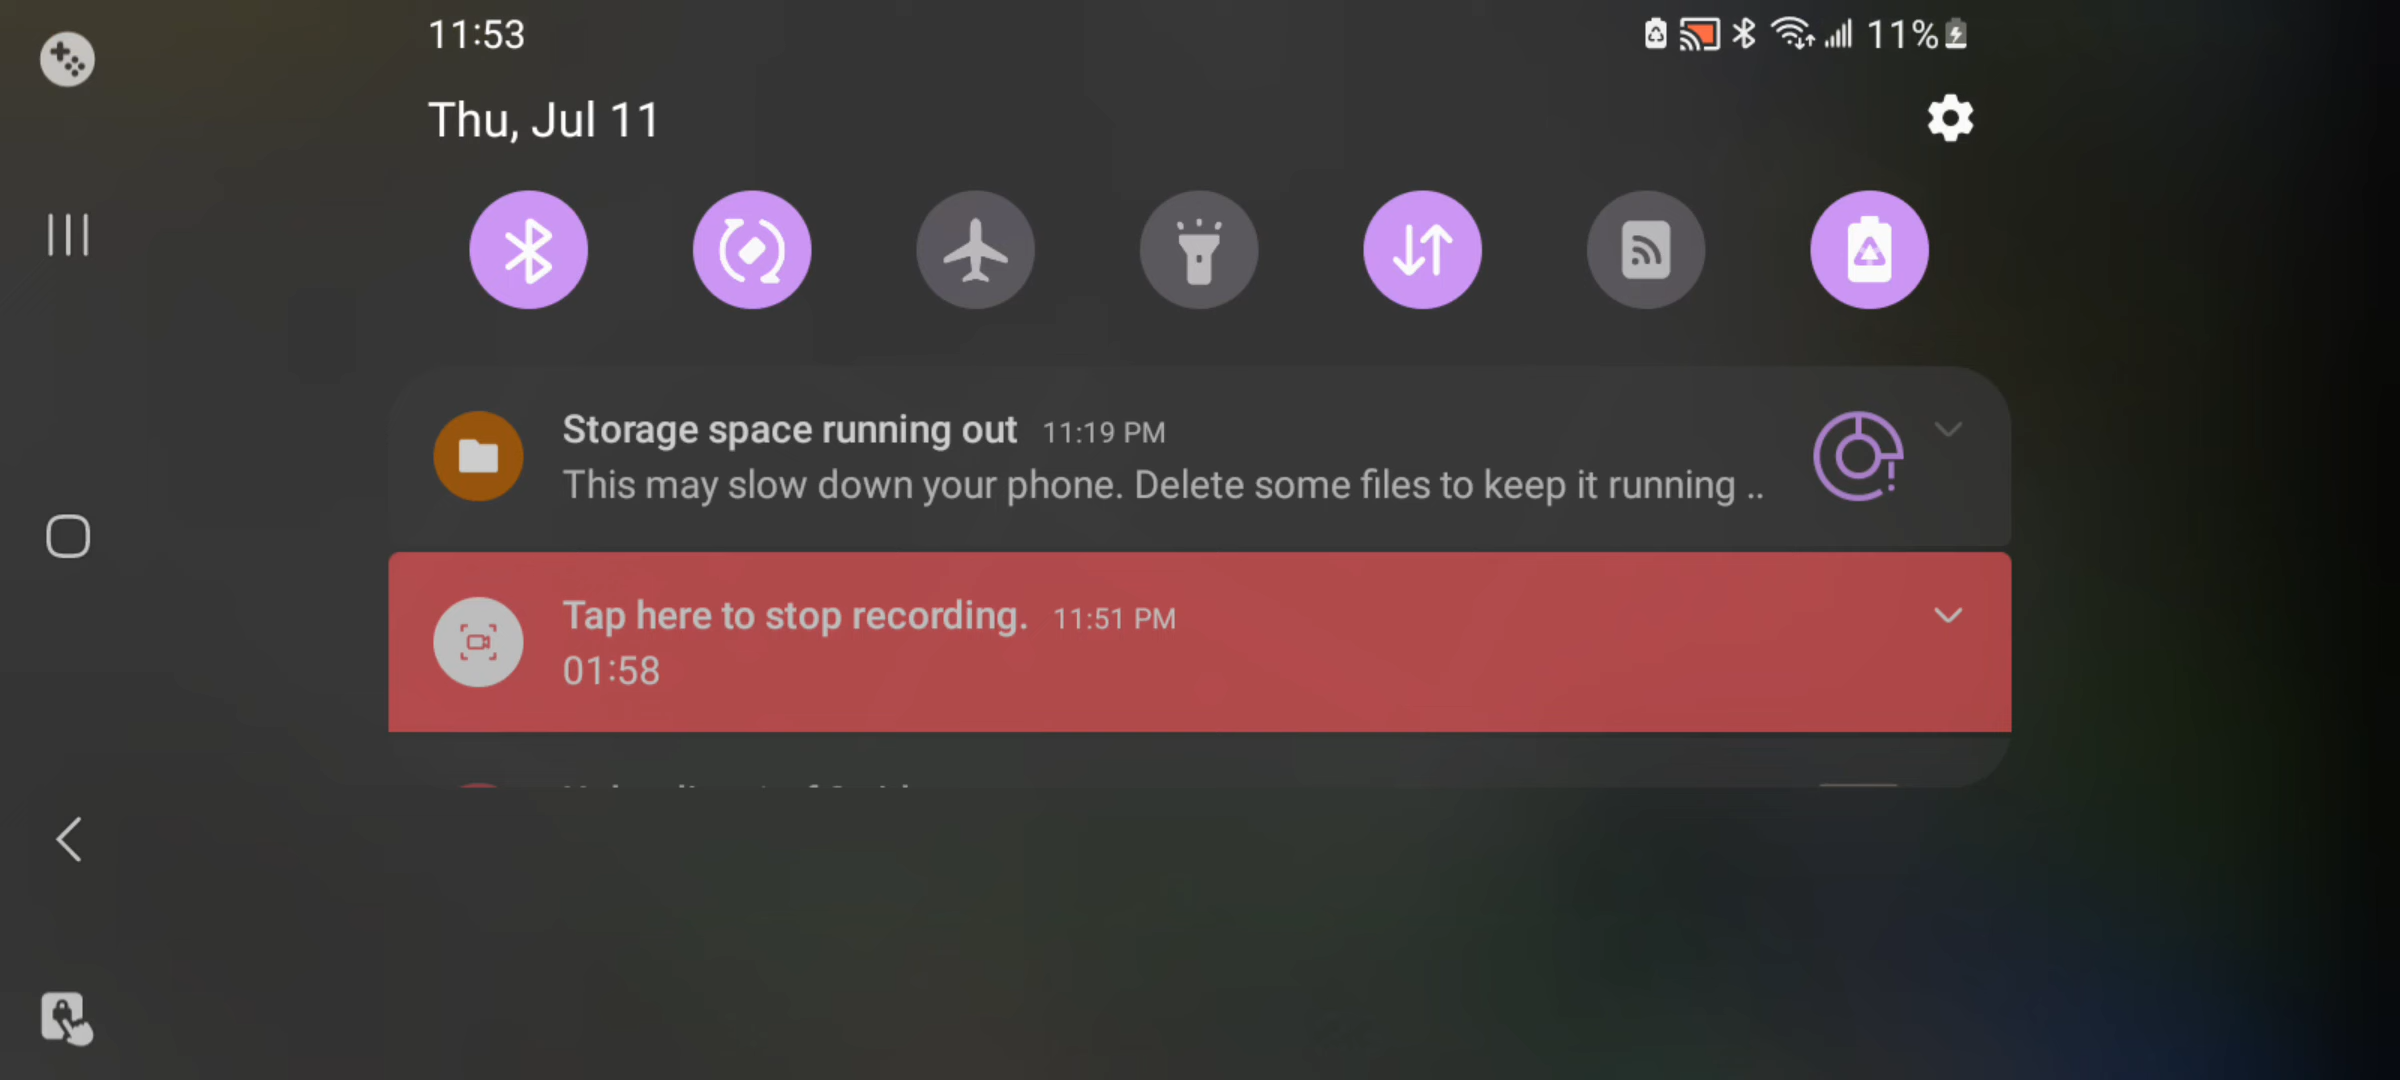 11:53
11%
Thu, Jul 11
Storage space running out 11:19 PM
This may slow down your phone. Delete some files to keep it running ..
Tap here to stop recording. 11:51 PM
01:58